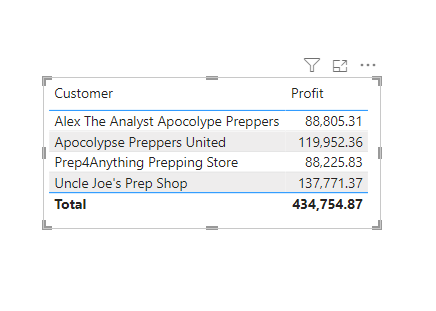 Customer Profit
Alex The Analyst Apocolype Preppers 88,805.31
Apocolypse Preppers United 119,952.36
Prep4Anything Prepping Store 88,225.83
Uncle Joe's Prep Shop 137,771.37
Total 434,754.87